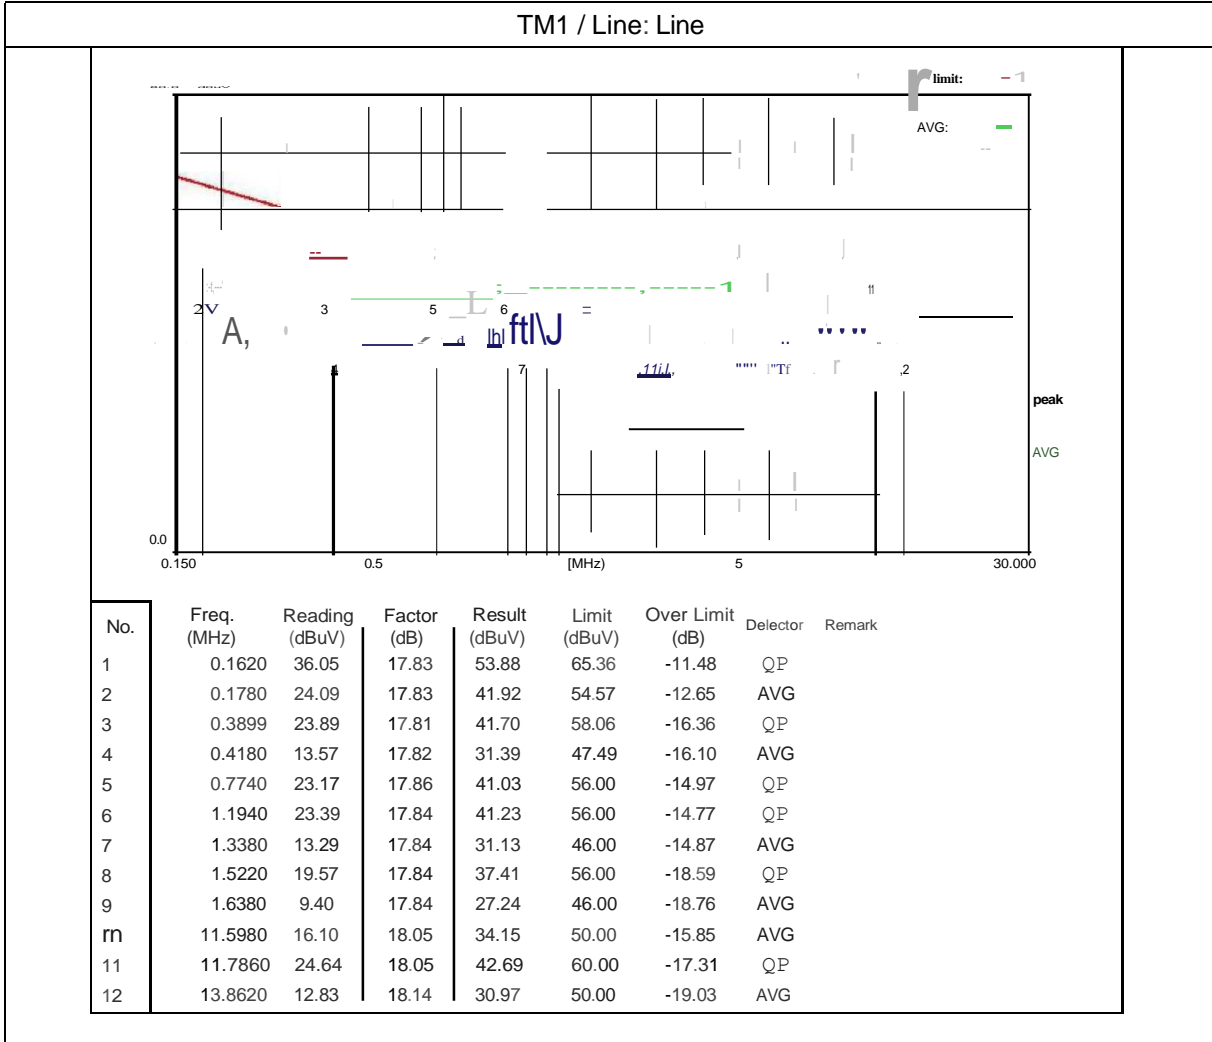 TM1 / Line: Line
limit:
AVG:
11
2V 3 5 6
A, ftl\J
lhl
7 ,11iJ., ,2
peak
AVG
0.0
0.150 0.5 [MHz) 5 30.000
No. Freq. (MHz) Reading (dBuV) Factor (dB) Result (dBuV) Limit (dBuV) Over Limit (dB) Delector Remark
1 0.1620 36.05 17.83 53.88 65.36 -11.48 QP
2 0.1780 24.09 17.83 41.92 54.57 -12.65 AVG
3 0.3899 23.89 17.81 41.70 58.06 -16.36 QP
4 0.4180 13.57 17.82 31.39 47.49 -16.10 AVG
5 0.7740 23.17 17.86 41.03 56.00 -14.97 QP
6 1.1940 23.39 17.84 41.23 56.00 -14.77 QP
7 1.3380 13.29 17.84 31.13 46.00 -14.87 AVG
8 1.5220 19.57 17.84 37.41 56.00 -18.59 QP
9 1.6380 9.40 17.84 27.24 46.00 -18.76 AVG
rn 11.5980 16.10 18.05 34.15 50.00 -15.85 AVG
11 11.7860 24.64 18.05 42.69 60.00 -17.31 QP
12 13.8620 12.83 18.14 30.97 50.00 -19.03 AVG